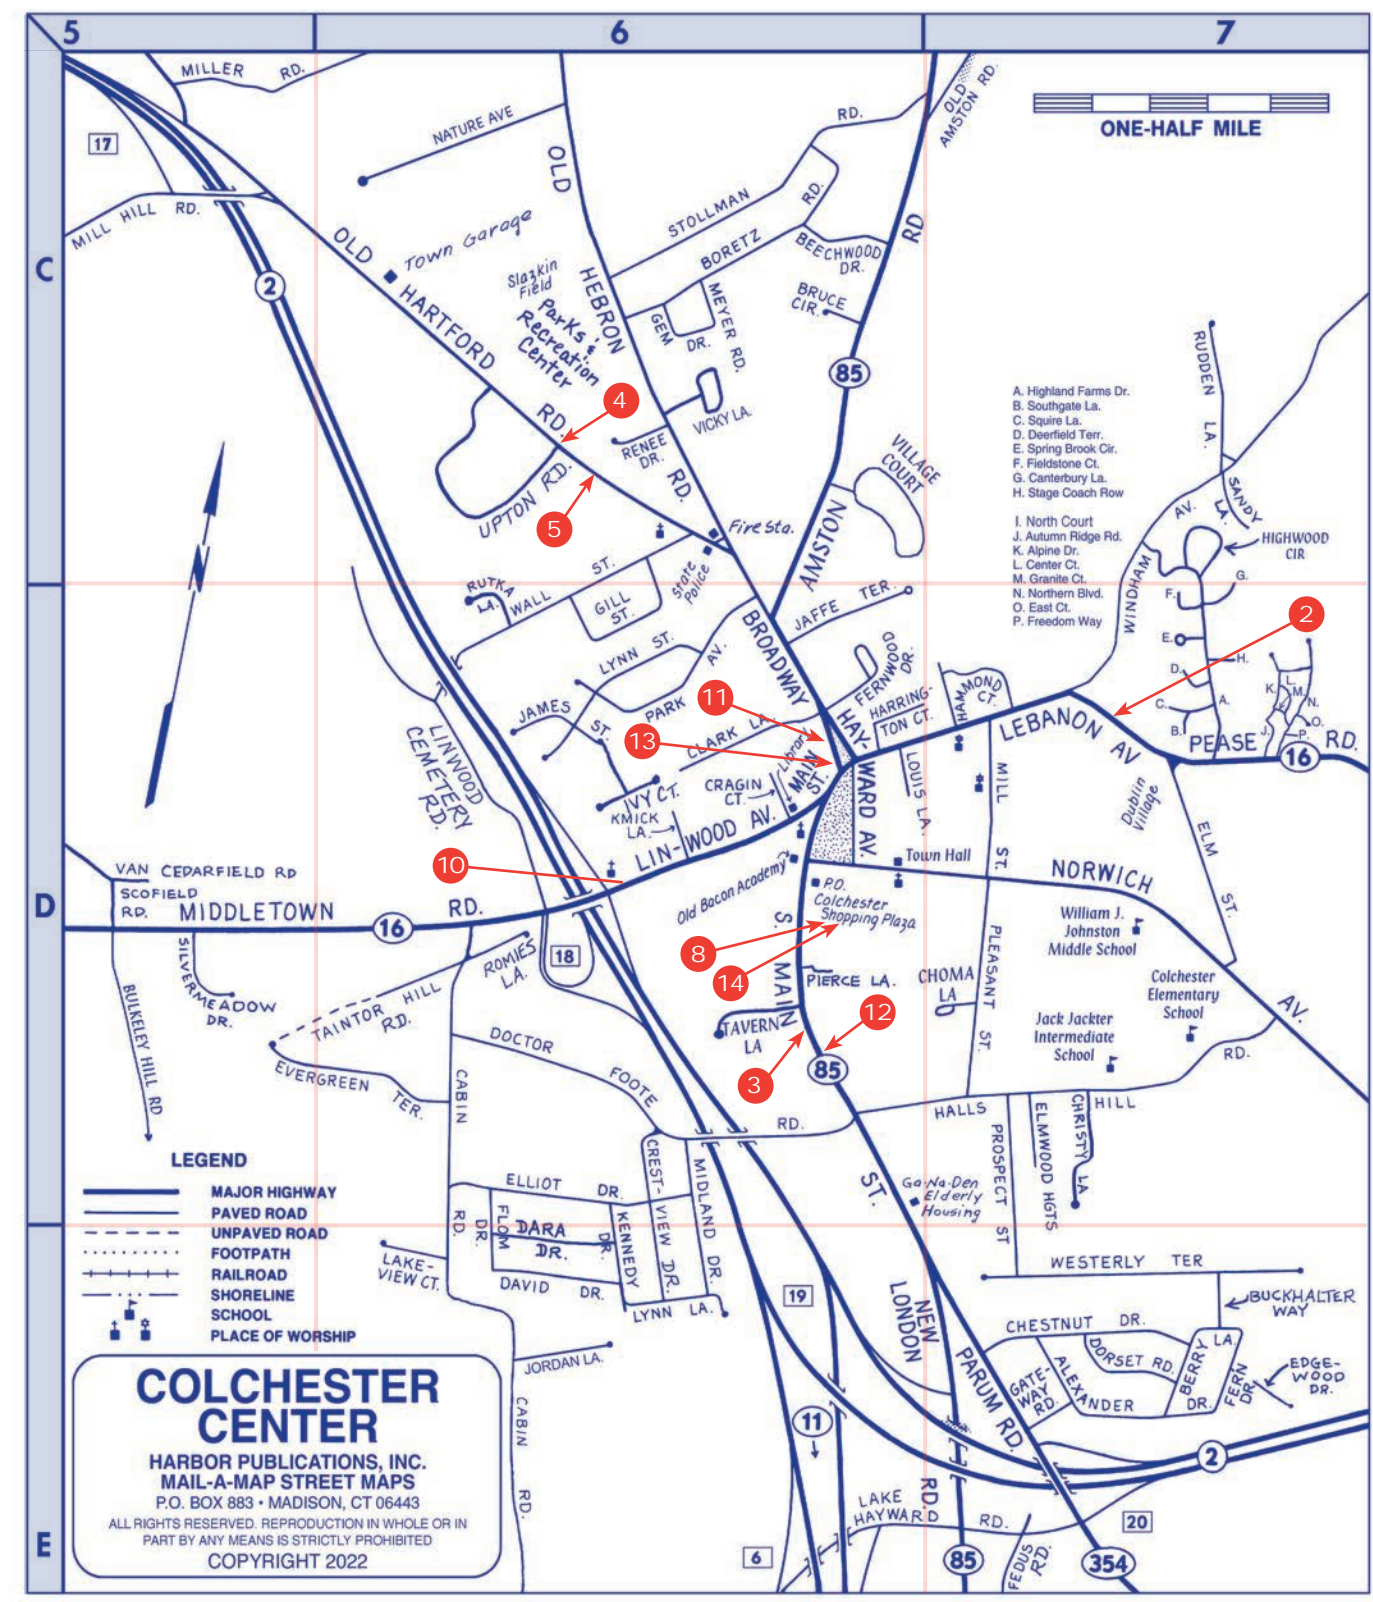 5
6
7
C
D
E
MILLER RD.
17
NATURE AVE
MILL HILL RD.
OLD HARTFORD RD.
Town Garage
OLD HEBRON RD.
Slazkin
Field
Parks &
Recreation
Center
2
STOLLMAN RD.
BORETZ RD.
BEECHWOOD
DR.
BRUCE
CIR.
GEM DR.
MEYER RD.
VICKY LA.
RENEE
DR.
OLD
AMSTON RD.
AMSTON RD
85
ONE-HALF MILE
4
5
UPTON RD.
Fire Sta.
State
Police
VILLAGE
COURT
A. Highland Farms Dr.
B. Southgate La.
C. Squire La.
D. Deerfield Terr.
E. Spring Brook Cir.
F. Fieldstone Ct.
G. Canterbury La.
H. Stage Coach Row
I. North Court
J. Autumn Ridge Rd.
K. Alpine Dr.
L. Center Ct.
M. Granite Ct.
N. Northern Blvd.
O. East Ct.
P. Freedom Way
RUDDEN LA.
SANDY
LA.
WINDHAM AV.
HIGHWOOD
CIR
G.
F.
E.
H.
D.
A.
C.
B.
L.
K.
M.
N.
J.
O.
P.
2
N
RUTKA
LA.
WALL ST.
GILL
ST.
LYNN ST.
PARK AV.
JAMES ST.
CLARK LA.
IVY CT.
CRAGIN
CT.
KMICK
LA.
Library
MAIN
ST.
BROADWAY
JAFFE TER.
FERNWOOD
DR.
HARRING-
TON CT.
HAMMOND
CT.
HAY-
WARD AV.
LOUIS LA.
LEBANON AV
PEASE RD.
16
11
13
10
LINWOOD
CEMETERY
RD.
LIN-WOOD AV.
Old Bacon Academy
Town Hall
P.O.
Colchester
Shopping Plaza
MILL ST.
Dublin
Village
ELM ST.
NORWICH AV.
William J.
Johnston
Middle School
Colchester
Elementary
School
Jack Jackter
Intermediate
School
VAN CEDARFIELD RD
SCOFIELD
RD.
MIDDLETOWN RD.
16
18
SILVERMEADOW
DR.
BULKELEY HILL RD
ROMIES
LA.
TAINTOR HILL
RD.
EVERGREEN TER.
DOCTOR FOOTE RD.
CABIN RD.
8
14
S. MAIN ST.
PIERCE LA.
TAVERN
LA
CHOMA
LA
PLEASANT ST.
12
3
85
HALLS HILL RD.
PROSPECT ST
ELMWOOD HGTS
CHRISTY LA
Ga-Na-Den
Elderly
Housing
LEGEND
MAJOR HIGHWAY
PAVED ROAD
UNPAVED ROAD
FOOTPATH
RAILROAD
SHORELINE
SCHOOL
PLACE OF WORSHIP
ELLIOT DR.
FLOM DR.
DARA
DR.
DAVID DR.
KENNEDY DR.
CREST-
VIEW DR.
MIDLAND DR.
LYNN LA.
LAKE-
VIEW CT.
JORDAN LA.
CABIN RD.
19
11
6
NEW
LONDON
RD.
PARUM RD.
WESTERLY TER
BUCKHALTER
WAY
CHESTNUT DR.
DORSET RD.
BERRY LA.
FERN
DR.
EDGE-
WOOD
DR.
GATE-
WAY
RD.
ALEXANDER DR.
2
LAKE
HAYWARD RD.
FEDUS
RD.
20
85
354
COLCHESTER
CENTER
HARBOR PUBLICATIONS, INC.
MAIL-A-MAP STREET MAPS
P.O. BOX 883 • MADISON, CT 06443
ALL RIGHTS RESERVED. REPRODUCTION IN WHOLE OR IN
PART BY ANY MEANS IS STRICTLY PROHIBITED
COPYRIGHT 2022